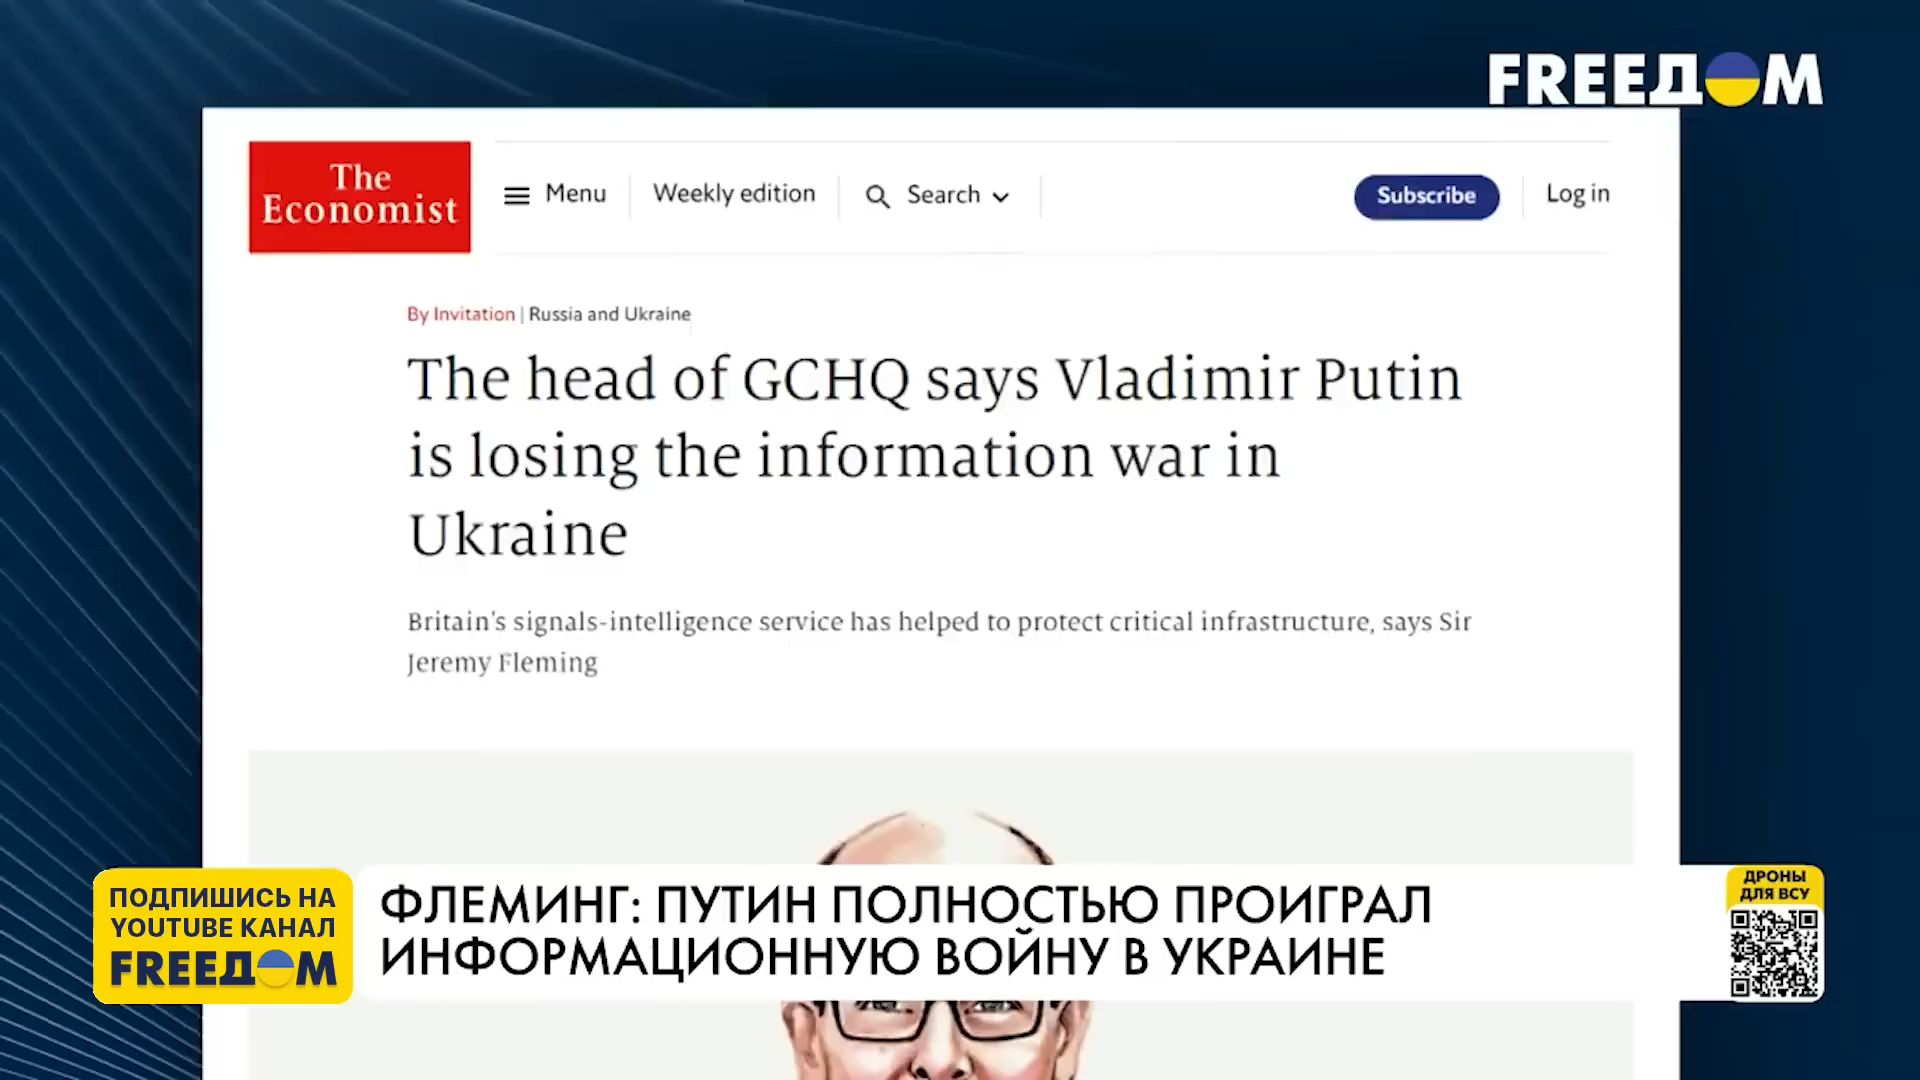 FREEДOM
The
Economist
Menu
Weekly edition
Search
Subscribe
Log in
By Invitation | Russia and Ukraine
The head of GCHQ says Vladimir Putin
is losing the information war in
Ukraine
Britain's signals-intelligence service has helped to protect critical infrastructure, says Sir
Jeremy Fleming
ПОДПИШИСЬ НА
YOUTUBE КАНАЛ
FREEДOM
ФЛЕМИНГ: ПУТИН ПОЛНОСТЬЮ ПРОИГРАЛ
ИНФОРМАЦИОННУЮ ВОЙНУ В УКРАИНЕ
ДРОНЫ
ДЛЯ ВСУ